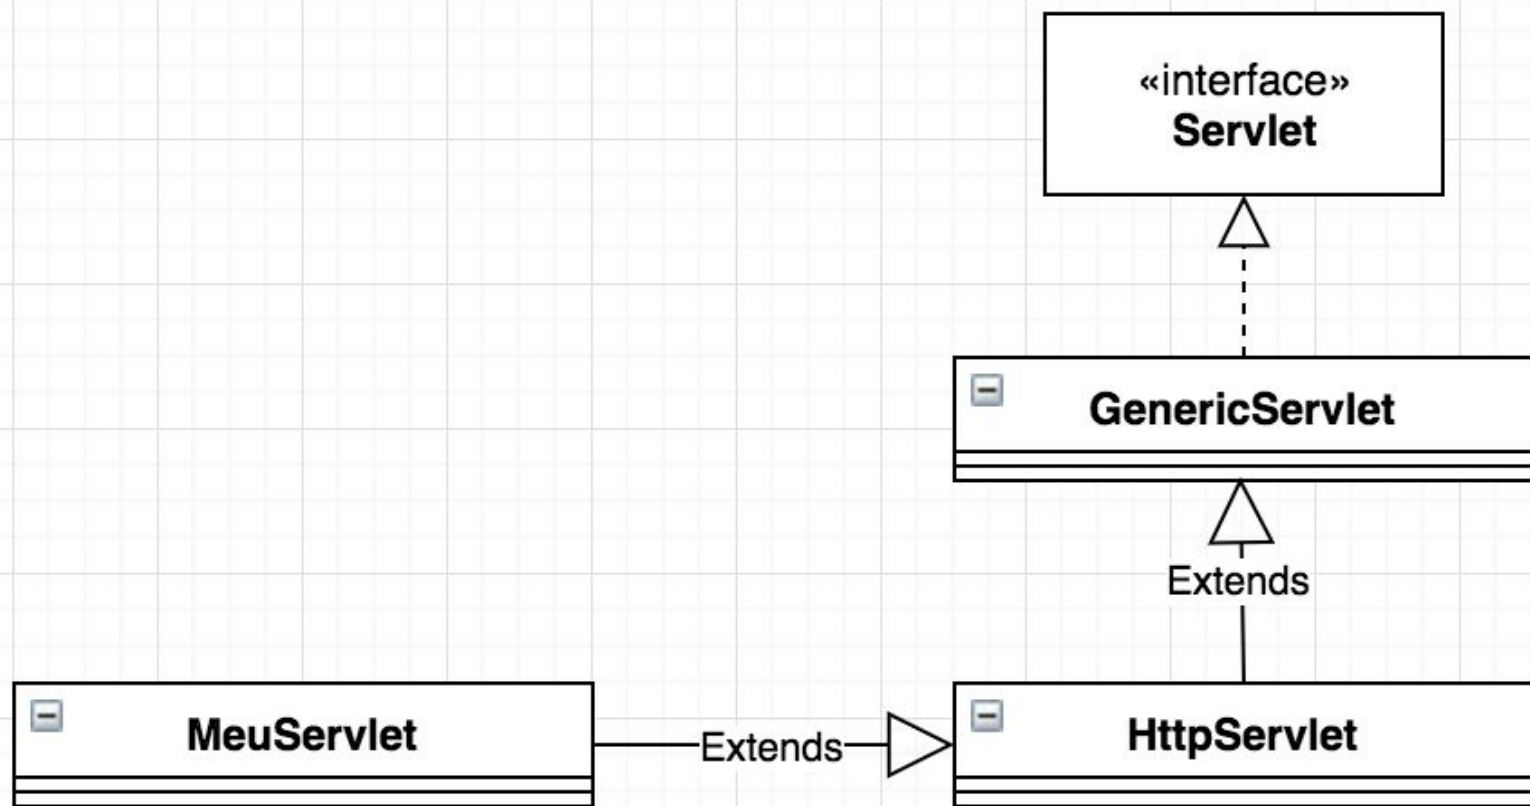 «interface»
Servlet
GenericServlet
Extends
MeuServlet
Extends
HttpServlet